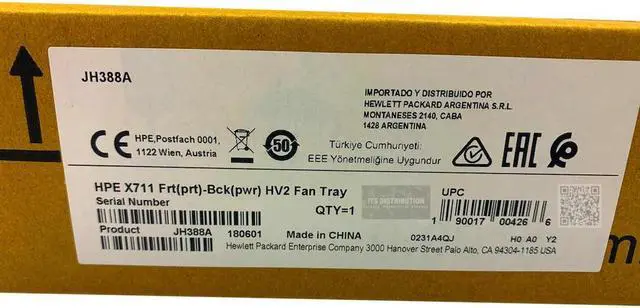 JH388A
IMPORTADO Y DISTRIBUIDO POR
HEWLETT PACKARD ARGENTINA S.R.L.
MONTANESES 2140, CABA
1428 ARGENTINA
CE HPE,Postfach 0001,
1122 Wien, Austria
50
Türkiye Cumhuriyeti:
EEE Yönetmeliğine Uygundur
EAC
HPE X711 Frt(prt)-Bck(pwr) HV2 Fan Tray
Serial Number
QTY=1
ITS DISTRIBUTION
UPC
1 90017 00426 6
Product JH388A 180601 Made in CHINA 0231A4QJ H0 A0 Y2
Hewlett Packard Enterprise Company 3000 Hanover Street Palo Alto, CA 94304-1185 USA
m